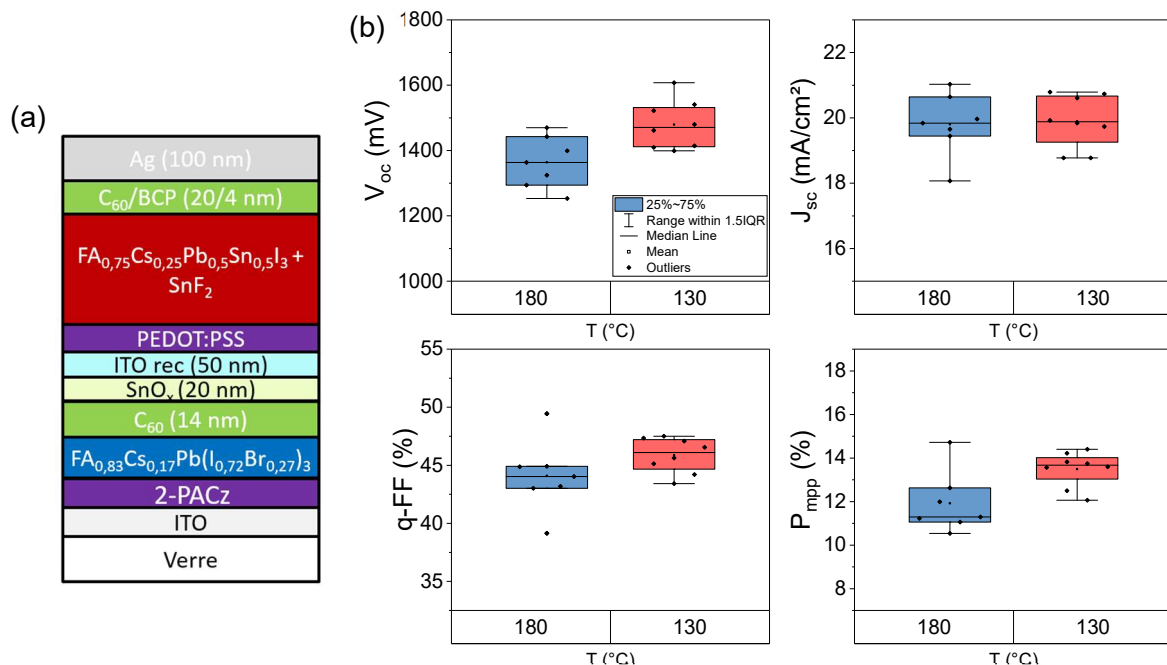 (a)
Ag (100 nm)
C₆₀/BCP (20/4 nm)
FA₀,₇₅Cs₀,₂₅Pb₀,₅Sn₀,₅I₃ +
SnF₂
PEDOT:PSS
ITO rec (50 nm)
SnOₓ (20 nm)
C₆₀ (14 nm)
FA₀,₈₃Cs₀,₁₇Pb(I₀,₇₂Br₀,₂₇)₃
2-PACz
ITO
Verre
(b)
1800
1600
1400
1200
1000
V_oc (mV)
25%~75%
Range within 1.5IQR
Median Line
Mean
Outliers
180
130
T (°C)
22
20
18
16
J_sc (mA/cm²)
180
130
T (°C)
55
50
45
40
35
q-FF (%)
180
130
T (°C)
18
16
14
12
10
8
P_mpp (%)
180
130
T (°C)